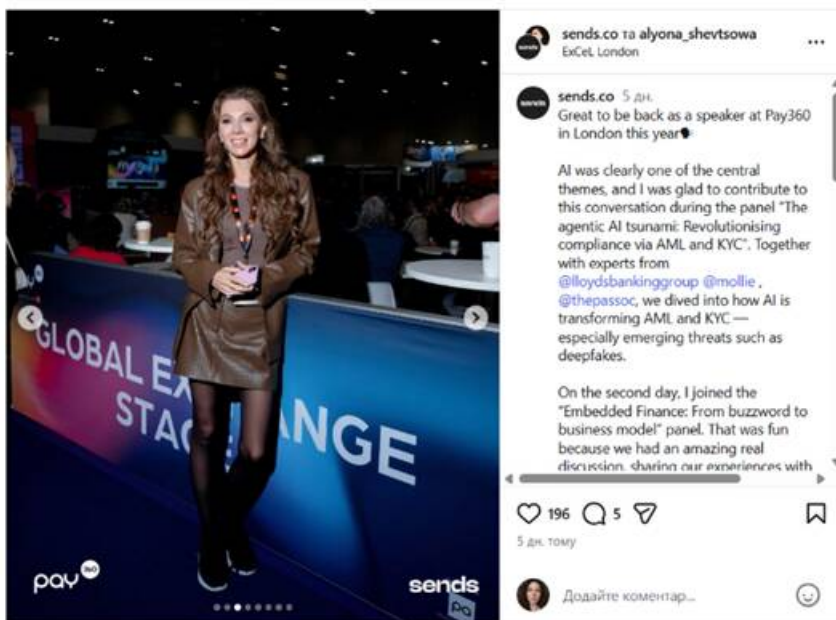 sends.co та alyona_shevtsowa
ExCeL London
sends.co 5 дн.
Great to be back as a speaker at Pay360
in London this year
AI was clearly one of the central
themes, and I was glad to contribute to
this conversation during the panel "The
agentic AI tsunami: Revolutionising
compliance via AML and KYC". Together
with experts from
@lloydsbankinggroup @mollie ,
@thepassoc, we dived into how AI is
transforming AML and KYC —
especially emerging threats such as
deepfakes.
On the second day, I joined the
"Embedded Finance: From buzzword to
business model" panel. That was fun
because we had an amazing real
discussion, sharing our experiences with
196
5
5 дн. тому
Додайте коментар...
GLOBAL
STAGE
pay360
sends